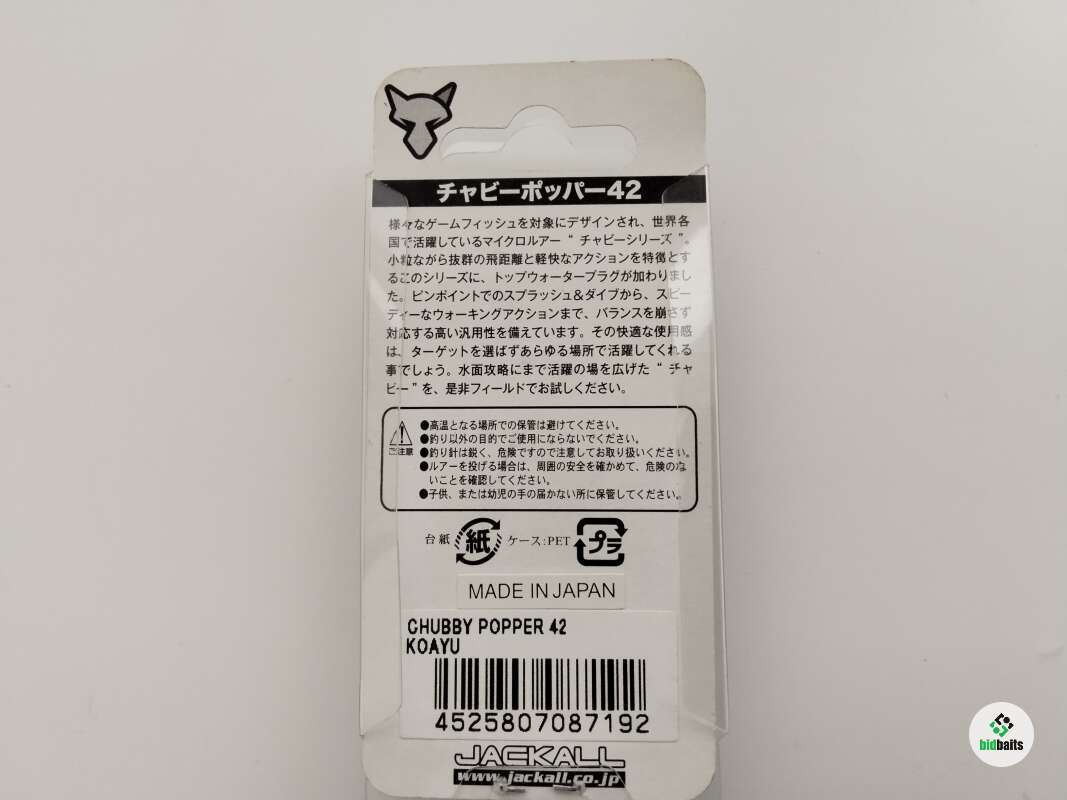 チャビーポッパー42
様々なゲームフィッシュを対象にデザインされ、世界各
国で活躍しているマイクロルアー“チャビーシリーズ”。
小粒ながら抜群の飛距離と軽快なアクションを特徴とす
るこのシリーズに、トップウォータープラグが加わりまし
た。ピンポイントでのスプラッシュ&ダイブから、スピー
ディーなウォーキングアクションまで、バランスを崩さず
対応する高い汎用性を備えています。その快適な使用感
は、ターゲットを選ばずあらゆる場所で活躍してくれる
事でしょう。水面攻略にまで活躍の場を広げた“チャ
ビー”を、是非フィールドでお試しください。
ご注意
●高温となる場所での保管は避けてください。
●釣り以外の目的でご使用にならないでください。
●釣り針は鋭く、危険ですので注意してお取り扱いください。
●ルアーを投げる場合は、周囲の安全を確かめて、危険のな
いことを確認してください。
●子供、または幼児の手の届かない所に保管してください。
台紙 紙 ケース:PET プラ
MADE IN JAPAN
CHUBBY POPPER 42
KOAYU
4525807087192
JACKALL
www.jackall.co.jp
bidbaits